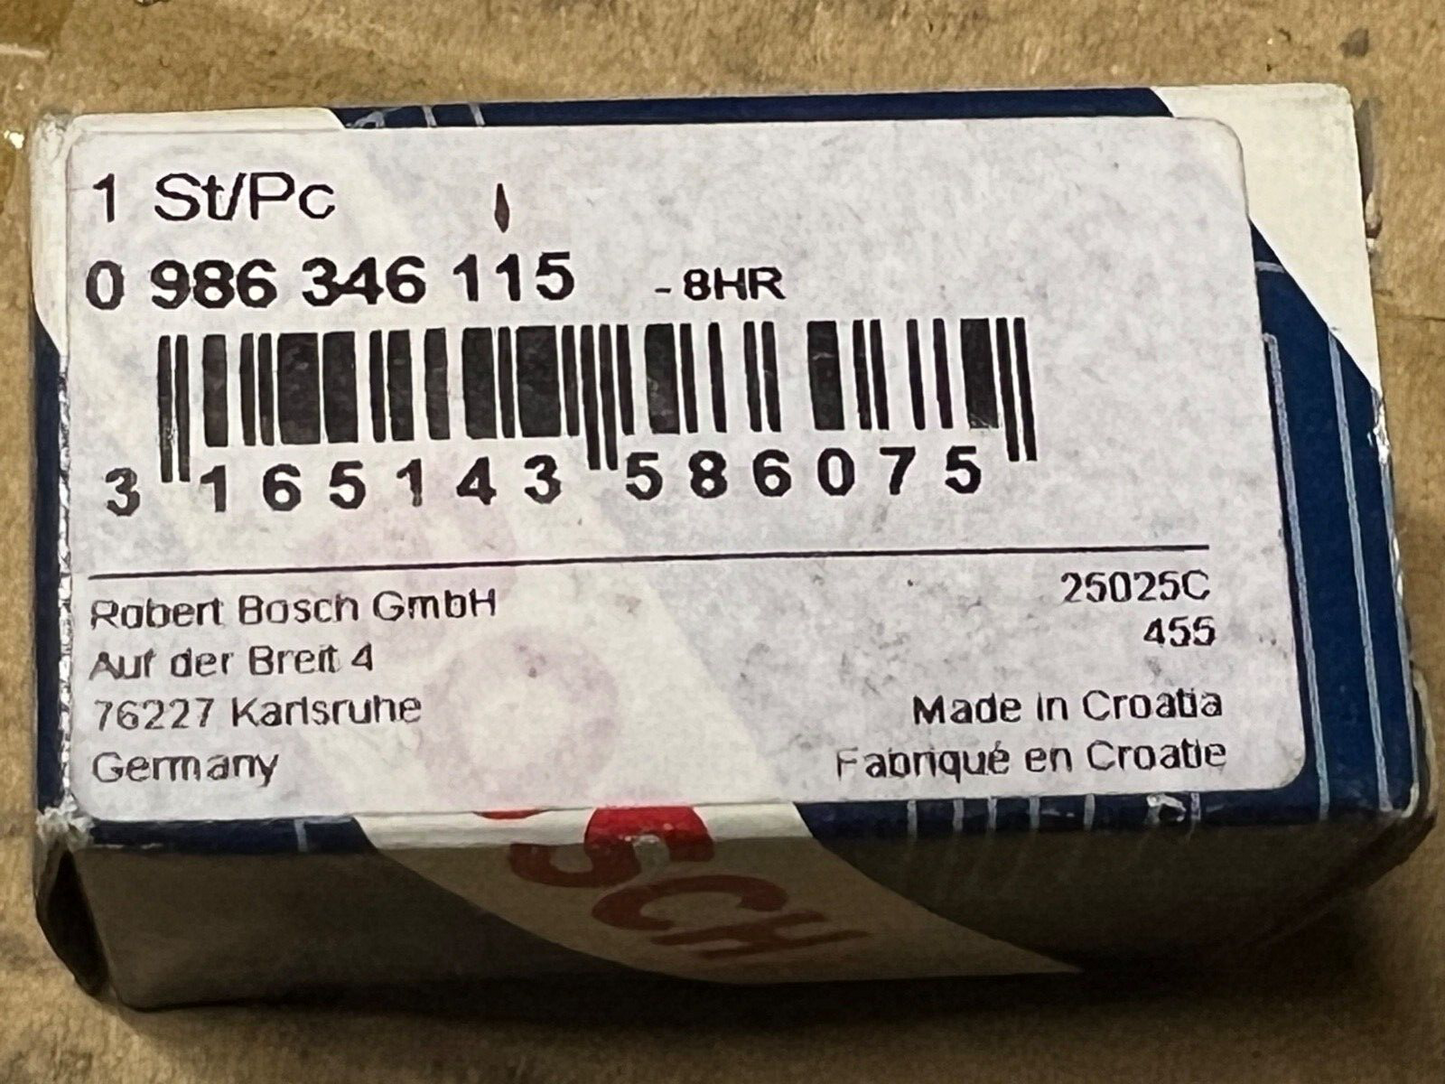 1 St/Pc
0 986 346 115 - 8HR
3 165143 586075
Robert Bosch GmbH
Auf der Breit 4
76227 Karlsruhe
Germany
25025C
455
Made in Croatia
Fabriqué en Croatie
SCH